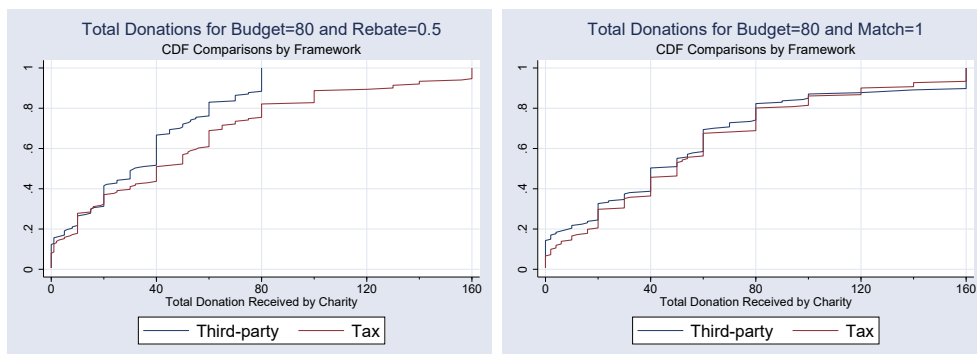 Total Donations for Budget=80 and Rebate=0.5
CDF Comparisons by Framework
1
.8
.6
.4
.2
0
0 40 80 120 160
Total Donation Received by Charity
Third-party Tax
Total Donations for Budget=80 and Match=1
CDF Comparisons by Framework
1
.8
.6
.4
.2
0
0 40 80 120 160
Total Donation Received by Charity
Third-party Tax